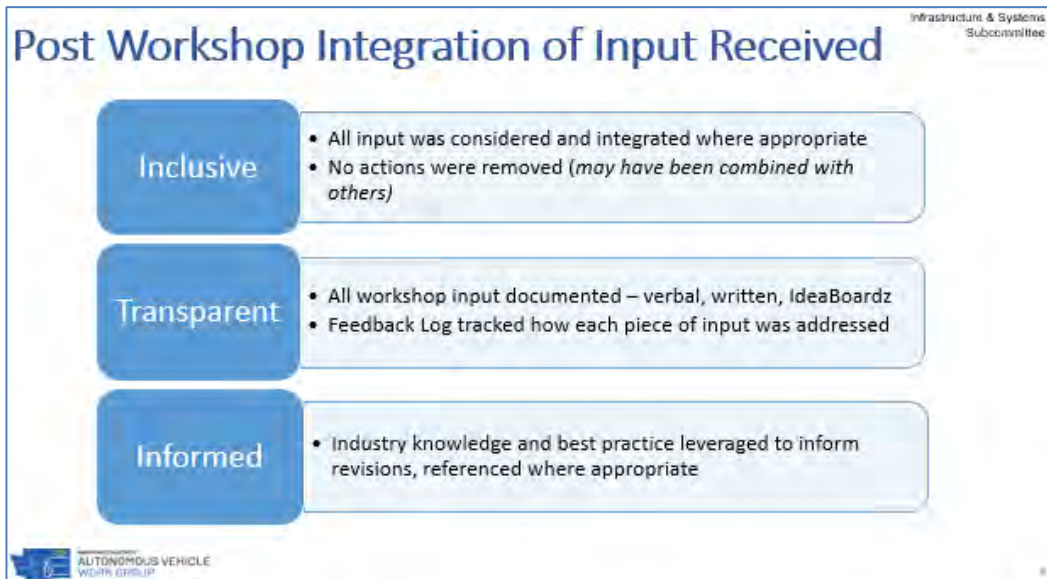 Infrastructure & Systems
Subcommittee
Post Workshop Integration of Input Received
Inclusive
• All input was considered and integrated where appropriate
• No actions were removed (may have been combined with
others)
Transparent
• All workshop input documented – verbal, written, IdeaBoardz
• Feedback Log tracked how each piece of input was addressed
Informed
• Industry knowledge and best practice leveraged to inform
revisions, referenced where appropriate
AUTONOMOUS VEHICLE
WORK GROUP